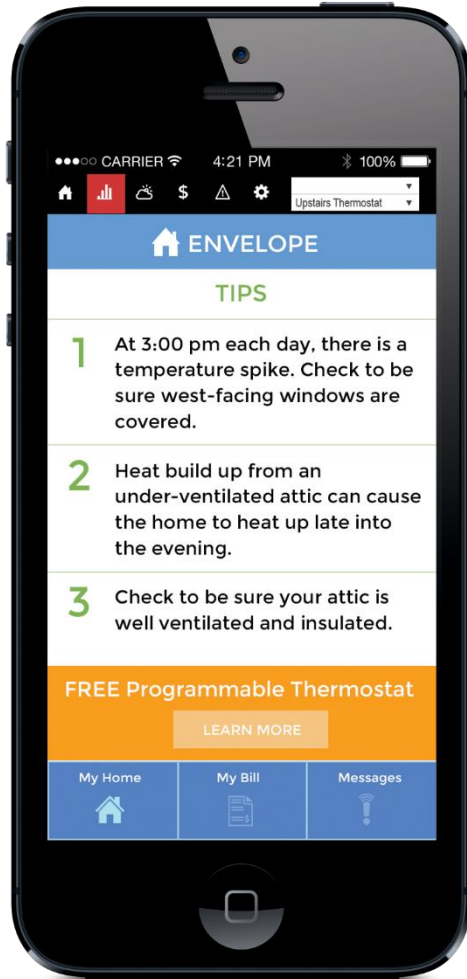 CARRIER 4:21 PM 100%
$
Upstairs Thermostat
ENVELOPE
TIPS
1 At 3:00 pm each day, there is a
temperature spike. Check to be
sure west-facing windows are
covered.
2 Heat build up from an
under-ventilated attic can cause
the home to heat up late into
the evening.
3 Check to be sure your attic is
well ventilated and insulated.
FREE Programmable Thermostat
LEARN MORE
My Home My Bill Messages